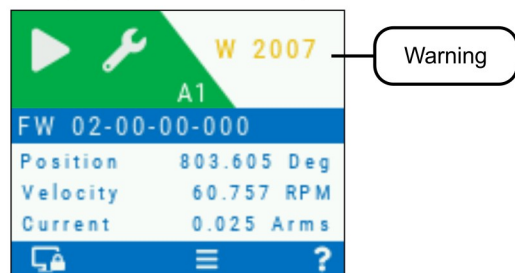 W 2007
Warning
A1
FW 02-00-00-000
Position 803.605 Deg
Velocity 60.757 RPM
Current 0.025 Arms
?